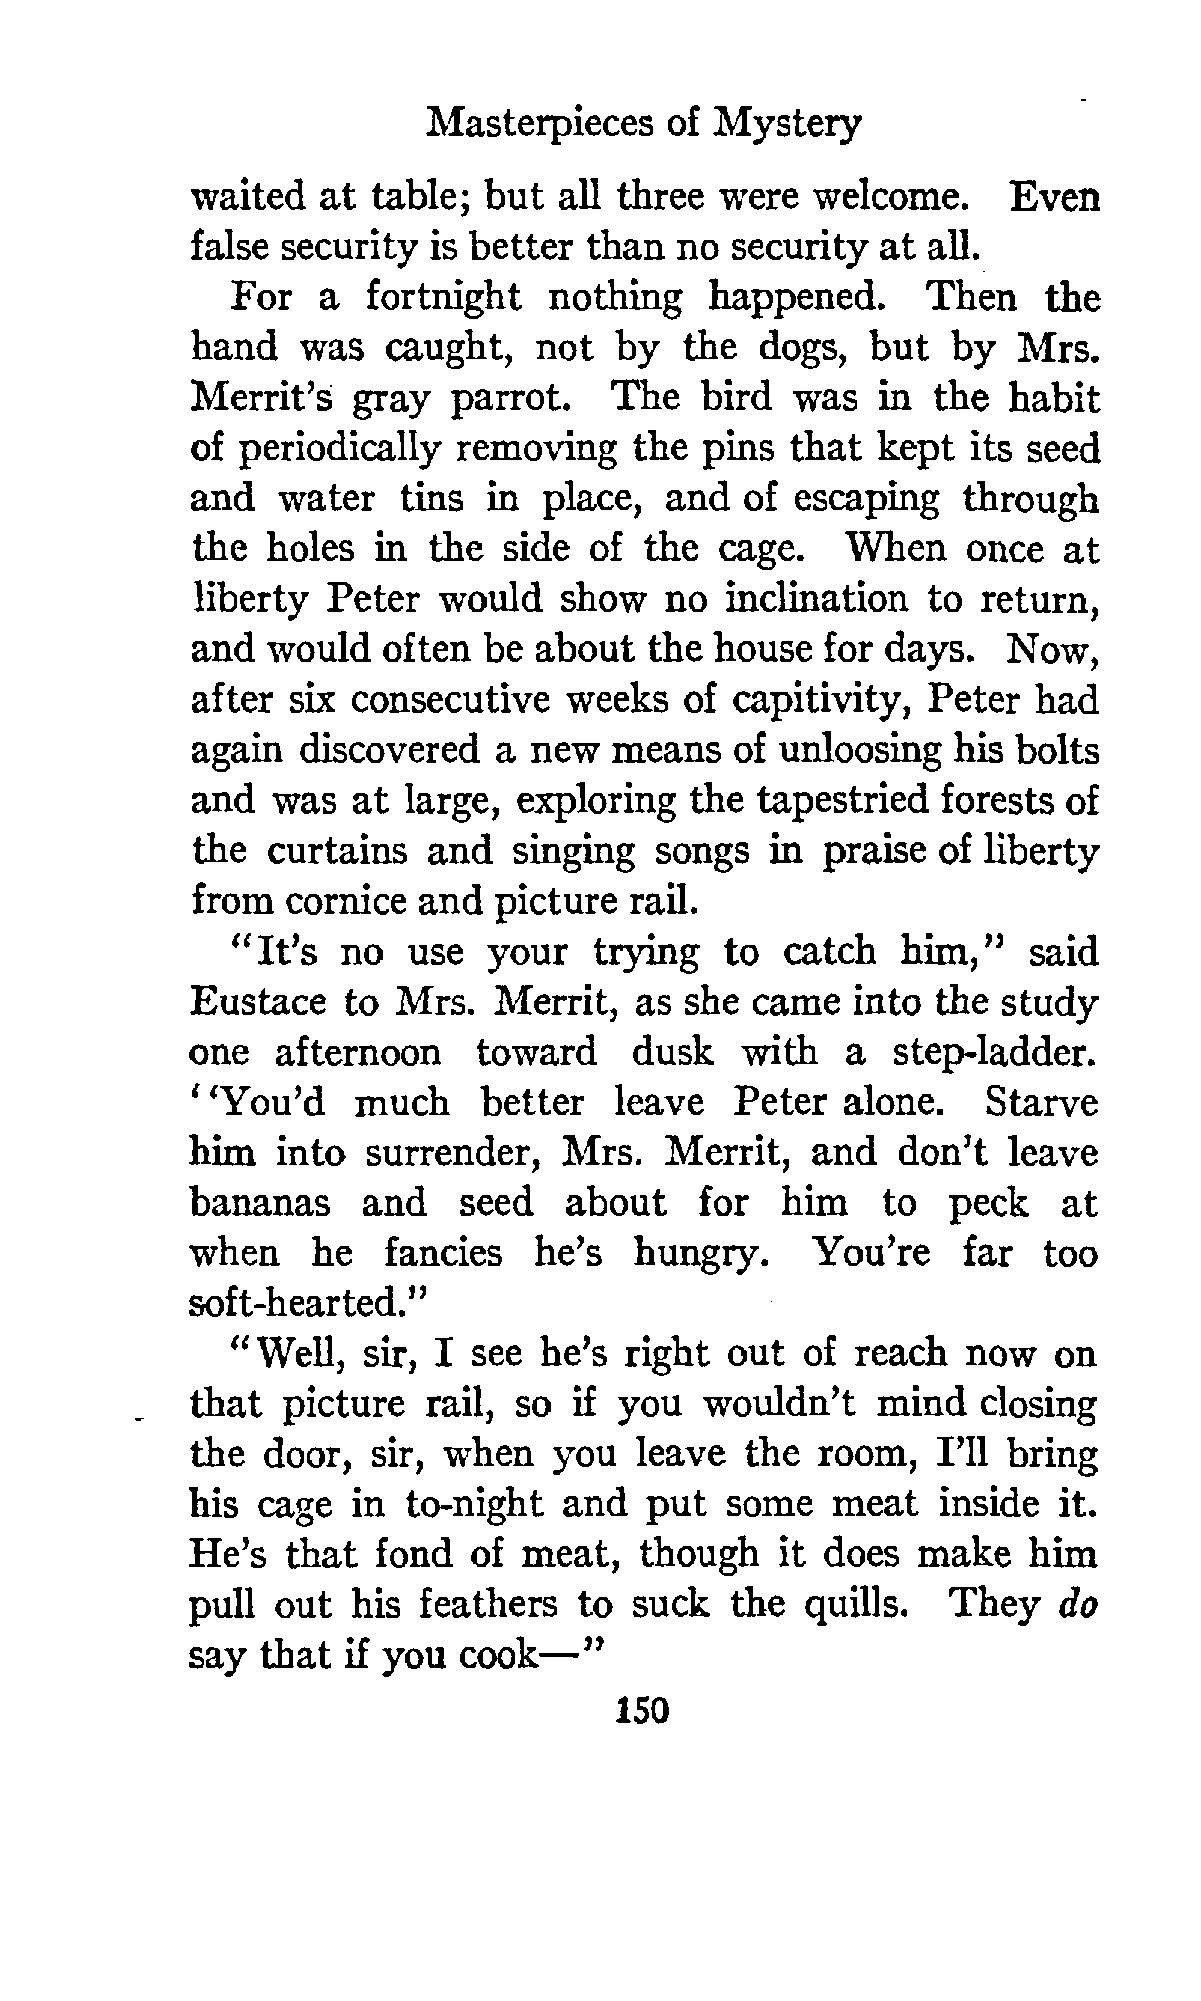 Masterpieces of Mystery
waited at table; but all three were welcome. Even
false security is better than no security at all.
For a fortnight nothing happened. Then the
hand was caught, not by the dogs, but by Mrs.
Merrit's gray parrot. The bird was in the habit
of periodically removing the pins that kept its seed
and water tins in place, and of escaping through
the holes in the side of the cage. When once at
liberty Peter would show no inclination to return,
and would often be about the house for days. Now,
after six consecutive weeks of capitivity, Peter had
again discovered a new means of unloosing his bolts
and was at large, exploring the tapestried forests of
the curtains and singing songs in praise of liberty
from cornice and picture rail.
"It's no use your trying to catch him," said
Eustace to Mrs. Merrit, as she came into the study
one afternoon toward dusk with a step-ladder.
"You'd much better leave Peter alone. Starve
him into surrender, Mrs. Merrit, and don't leave
bananas and seed about for him to peck at
when he fancies he's hungry. You're far too
soft-hearted."
"Well, sir, I see he's right out of reach now on
that picture rail, so if you wouldn't mind closing
the door, sir, when you leave the room, I'll bring
his cage in to-night and put some meat inside it.
He's that fond of meat, though it does make him
pull out his feathers to suck the quills. They do
say that if you cook—"
150